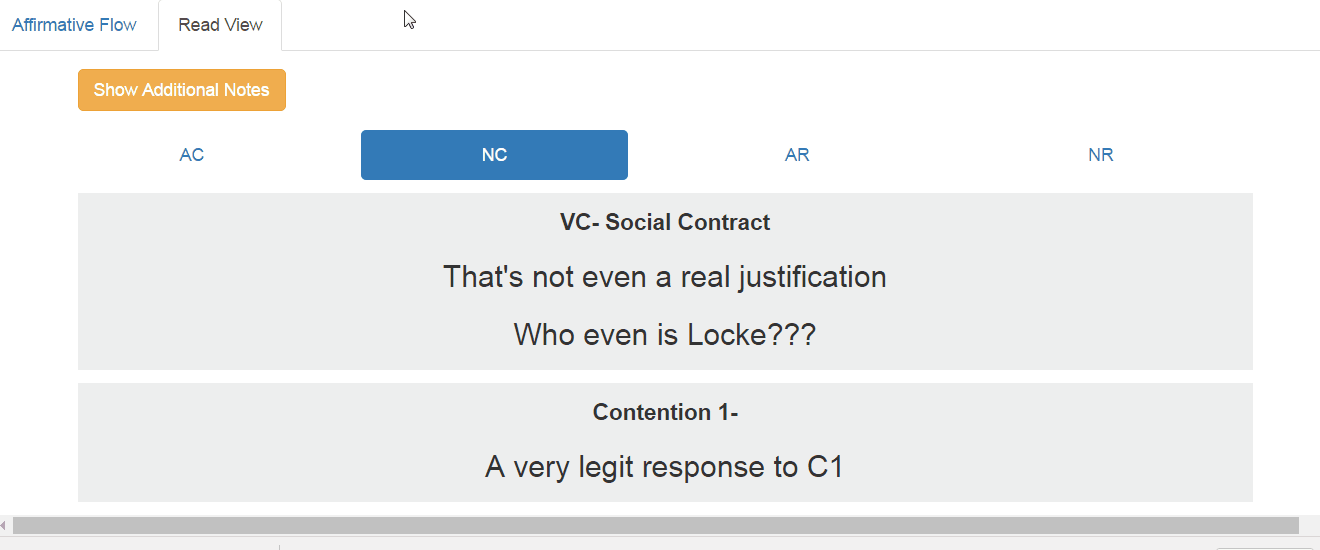 Affirmative Flow
Read View
Show Additional Notes
AC
NC
AR
NR
VC- Social Contract
That's not even a real justification
Who even is Locke???
Contention 1-
A very legit response to C1